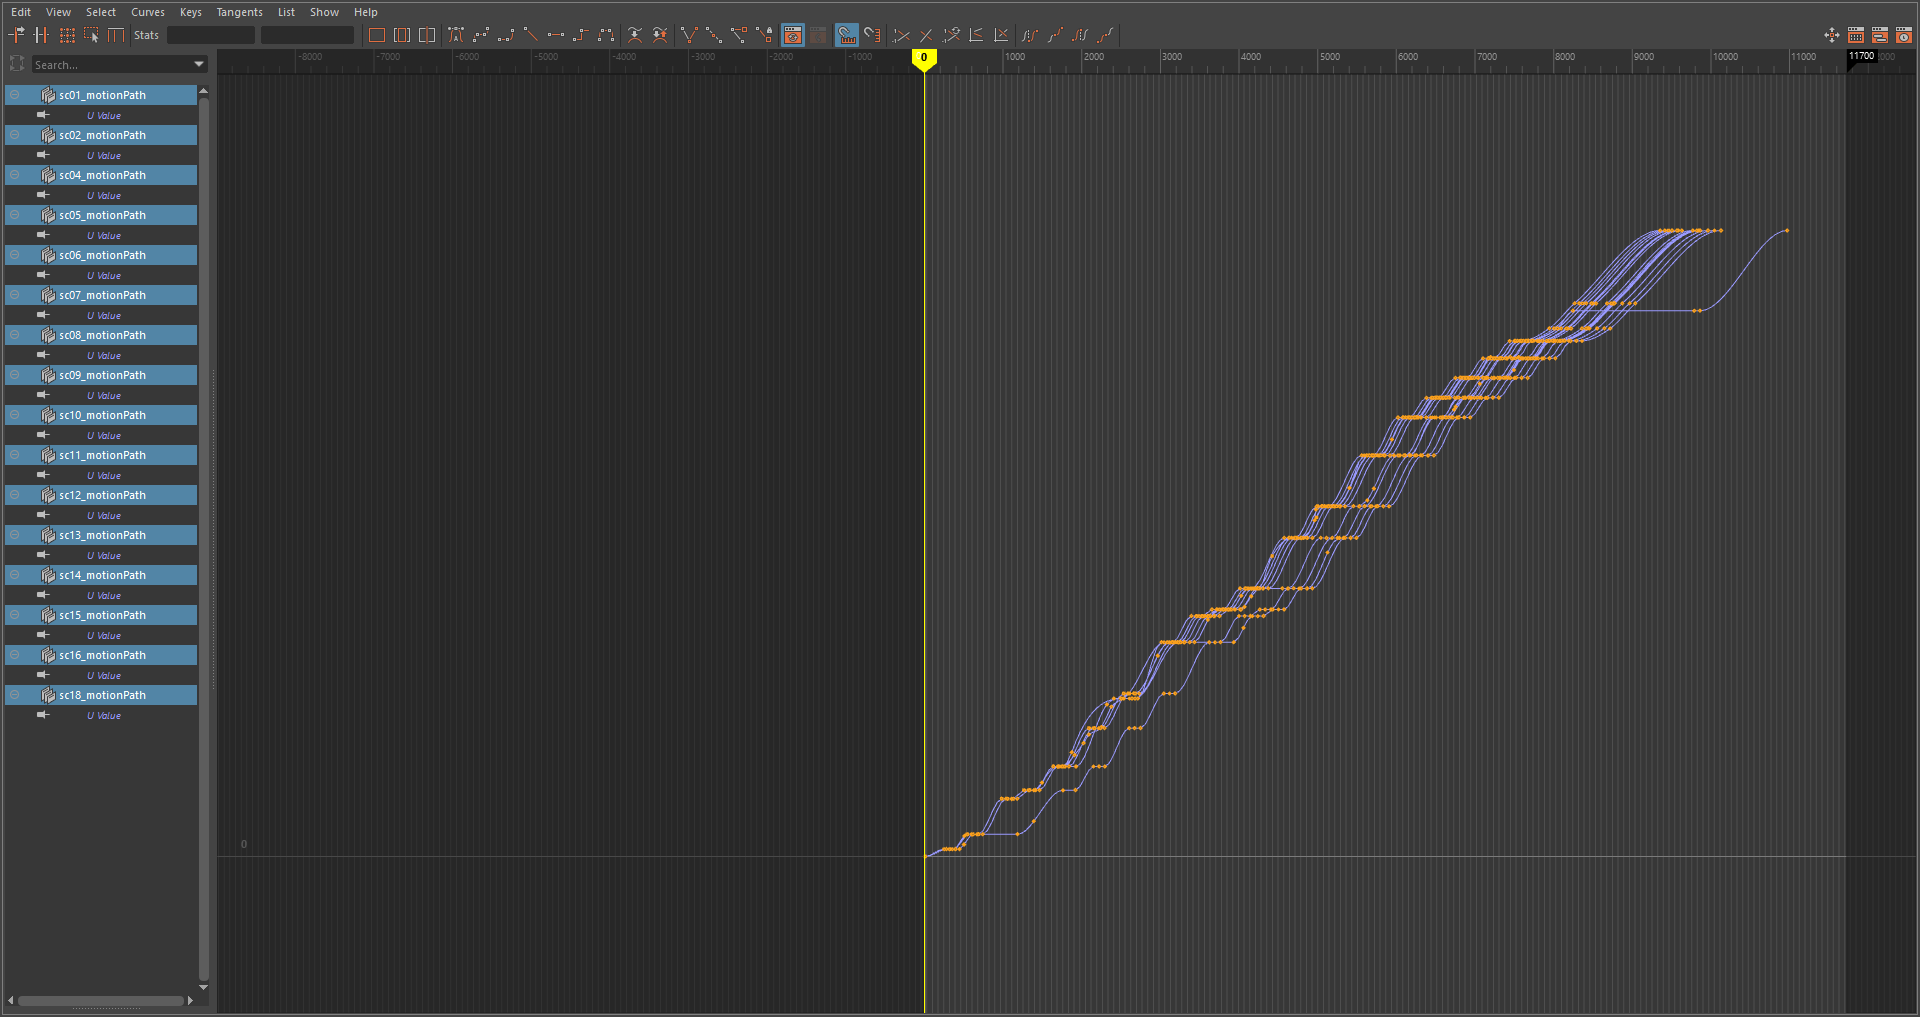 Edit View Select Curves Keys Tangents List Show Help
Stats
Search...
-8000 -7000 -6000 -5000 -4000 -3000 -2000 -1000 0 1000 2000 3000 4000 5000 6000 7000 8000 9000 10000 11000 11700
sc01_motionPath
U Value
sc02_motionPath
U Value
sc04_motionPath
U Value
sc05_motionPath
U Value
sc06_motionPath
U Value
sc07_motionPath
U Value
sc08_motionPath
U Value
sc09_motionPath
U Value
sc10_motionPath
U Value
sc11_motionPath
U Value
sc12_motionPath
U Value
sc13_motionPath
U Value
sc14_motionPath
U Value
sc15_motionPath
U Value
sc16_motionPath
U Value
sc18_motionPath
U Value
0